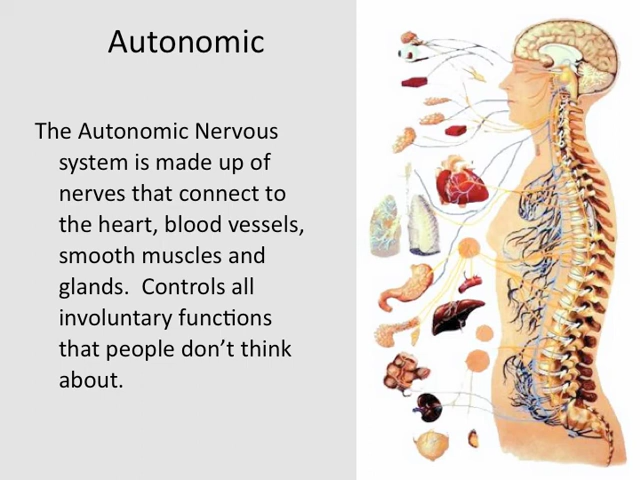 Autonomic
The Autonomic Nervous
system is made up of
nerves that connect to
the heart, blood vessels,
smooth muscles and
glands.  Controls all
involuntary functions
that people don’t think
about.